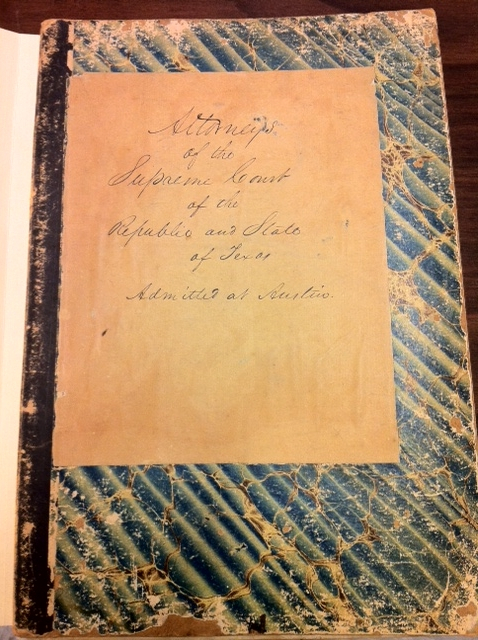 Attorneys
of the
Supreme Court
of the
Republic and State
of Texas
Admitted at Austin.